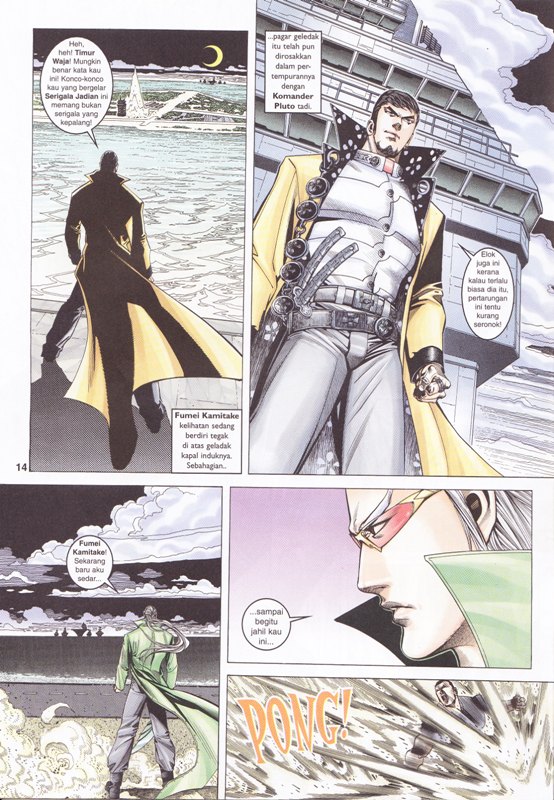 Heh,
heh! Timur
Waja! Mungkin
benar kata kau
ini! Konco-konco
kau yang bergelar
Serigala Jadian ini
memang bukan
serigala yang
kepalang!
Fumei Kamitake
kelihatan sedang
berdiri tegak
di atas geladak
kapal induknya.
Sebahagian..
...pagar geledak
itu telah pun
dirosakkan
dalam per-
tempurannya
dengan
Komander
Pluto tadi.
Elok
juga ini
kerana
kalau terlalu
biasa dia itu,
pertarungan
ini tentu
kurang
seronok!
14
Fumei
Kamitake!
Sekarang
baru aku
sedar...
...sampai
begitu
jahil kau
ini...
PONG!